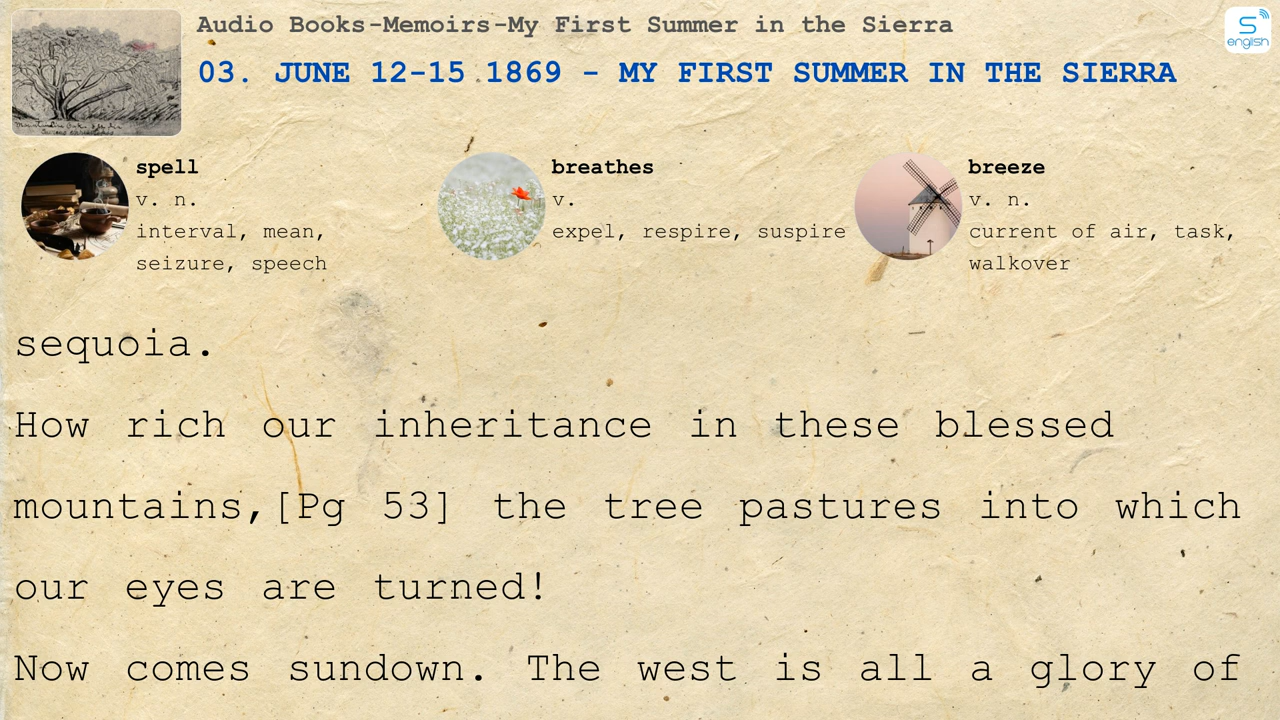 Audio Books-Memoirs-My First Summer in the Sierra
03. JUNE 12-15 1869 - MY FIRST SUMMER IN THE SIERRA
S
english
spell
v. n.
interval, mean,
seizure, speech
breathes
v.
expel, respire, suspire
breeze
v. n.
current of air, task,
walkover
sequoia.
How rich our inheritance in these blessed
mountains,[Pg 53] the tree pastures into which
our eyes are turned!
Now comes sundown. The west is all a glory of